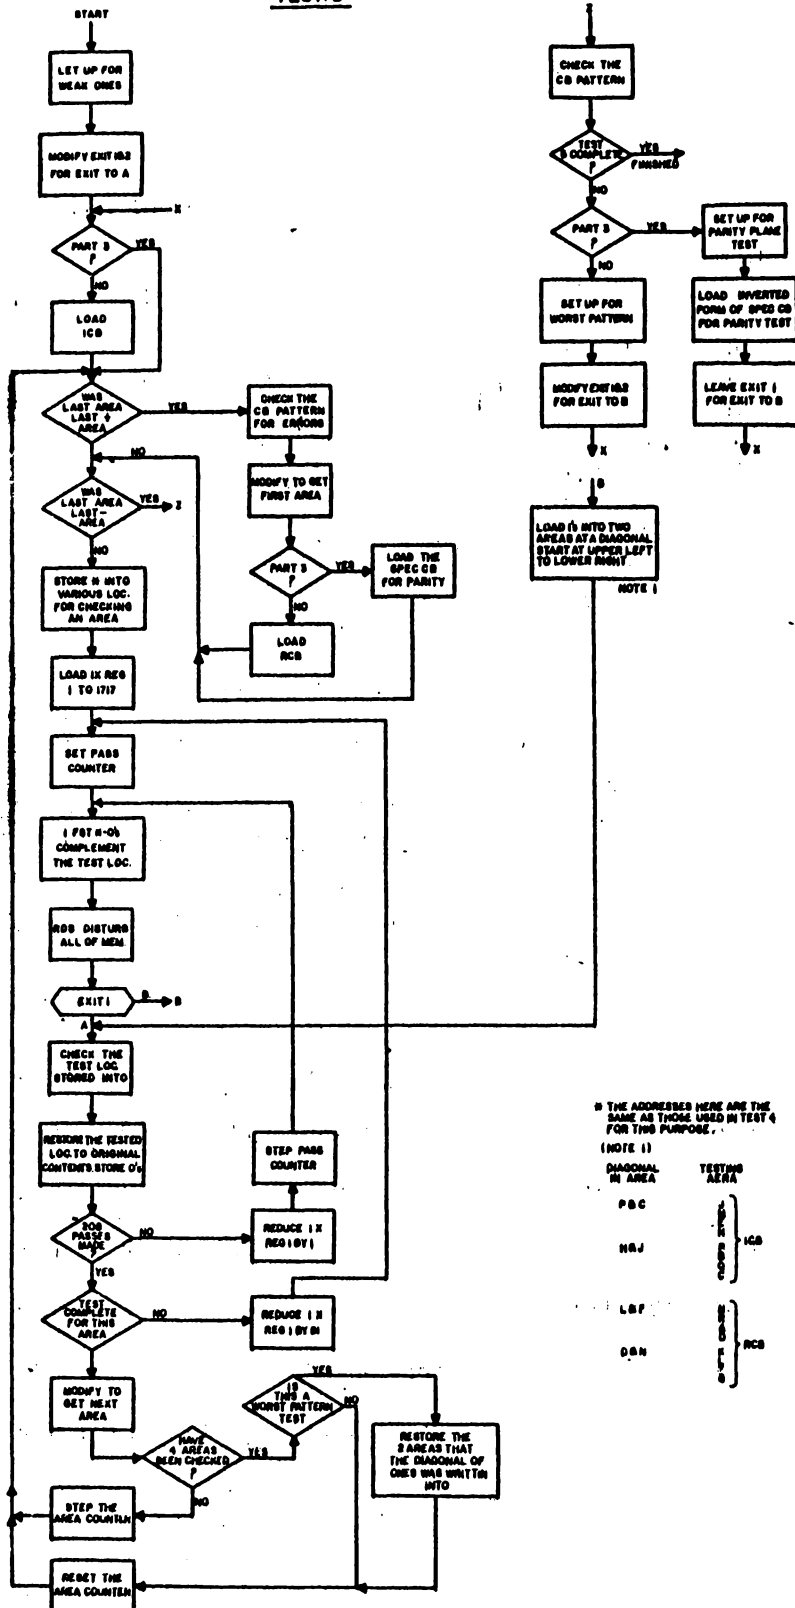 START
LET UP FOR
WEAK ONES
MODIFY EXIT 1&2
FOR EXIT TO A
X
PART 3
?
YES
NO
LOAD
ICB
WAS
LAST AREA
LAST +
AREA
YES
NO
CHECK THE
CB PATTERN
FOR ERRORS
MODIFY TO GET
FIRST AREA
PART 3
?
YES
NO
LOAD THE
SPEC CB
FOR PARITY
LOAD
RCB
WAS
LAST AREA
LAST -
AREA
YES
Z
NO
STORE * INTO
VARIOUS LOC.
FOR CHECKING
AN AREA
LOAD IX REG
1 TO 1717
SET PASS
COUNTER
COMPLEMENT
THE TEST LOC.
RDS DISTURB
ALL OF MEM.
EXIT 1
B
B
A
CHECK THE
TEST LOC
STORED INTO
RESTORE THE TESTED
LOC. TO ORIGINAL
CONTENTS. STORE 0's
PASSES
MADE
?
NO
YES
STEP PASS
COUNTER
REDUCE IX
REG 1 BY 1
TEST
COMPLETE
FOR THIS
AREA
NO
REDUCE IX
REG 1 BY
MODIFY TO
GET NEXT
AREA
HAVE
4 AREAS
BEEN CHECKED
?
YES
NO
IS
THIS A
WORST PATTERN
TEST
YES
NO
RESTORE THE
2 AREAS THAT
THE DIAGONAL OF
ONES WAS WRITTIN
INTO
STEP THE
AREA COUNTER
RESET THE
AREA COUNTER
Z
CHECK THE
CB PATTERN
TEST
5 COMPLETE
?
YES
FINISHED
NO
PART 3
?
YES
NO
SET UP FOR
PARITY PLANE
TEST
LOAD INVERTED
FORM OF SPEC CB
FOR PARITY TEST
LEAVE EXIT 1
FOR EXIT TO B
X
SET UP FOR
WORST PATTERN
MODIFY EXIT 1&2
FOR EXIT TO B
X
B
LOAD 1's INTO TWO
AREAS AT A DIAGONAL
START AT UPPER LEFT
TO LOWER RIGHT
NOTE 1
* THE ADDRESSES HERE ARE THE
SAME AS THOSE USED IN TEST 4
FOR THIS PURPOSE.
(NOTE 1)
DIAGONAL TESTING
IN AREA AERA
P&C
ICB
H&J
L&F
RCB
D&N